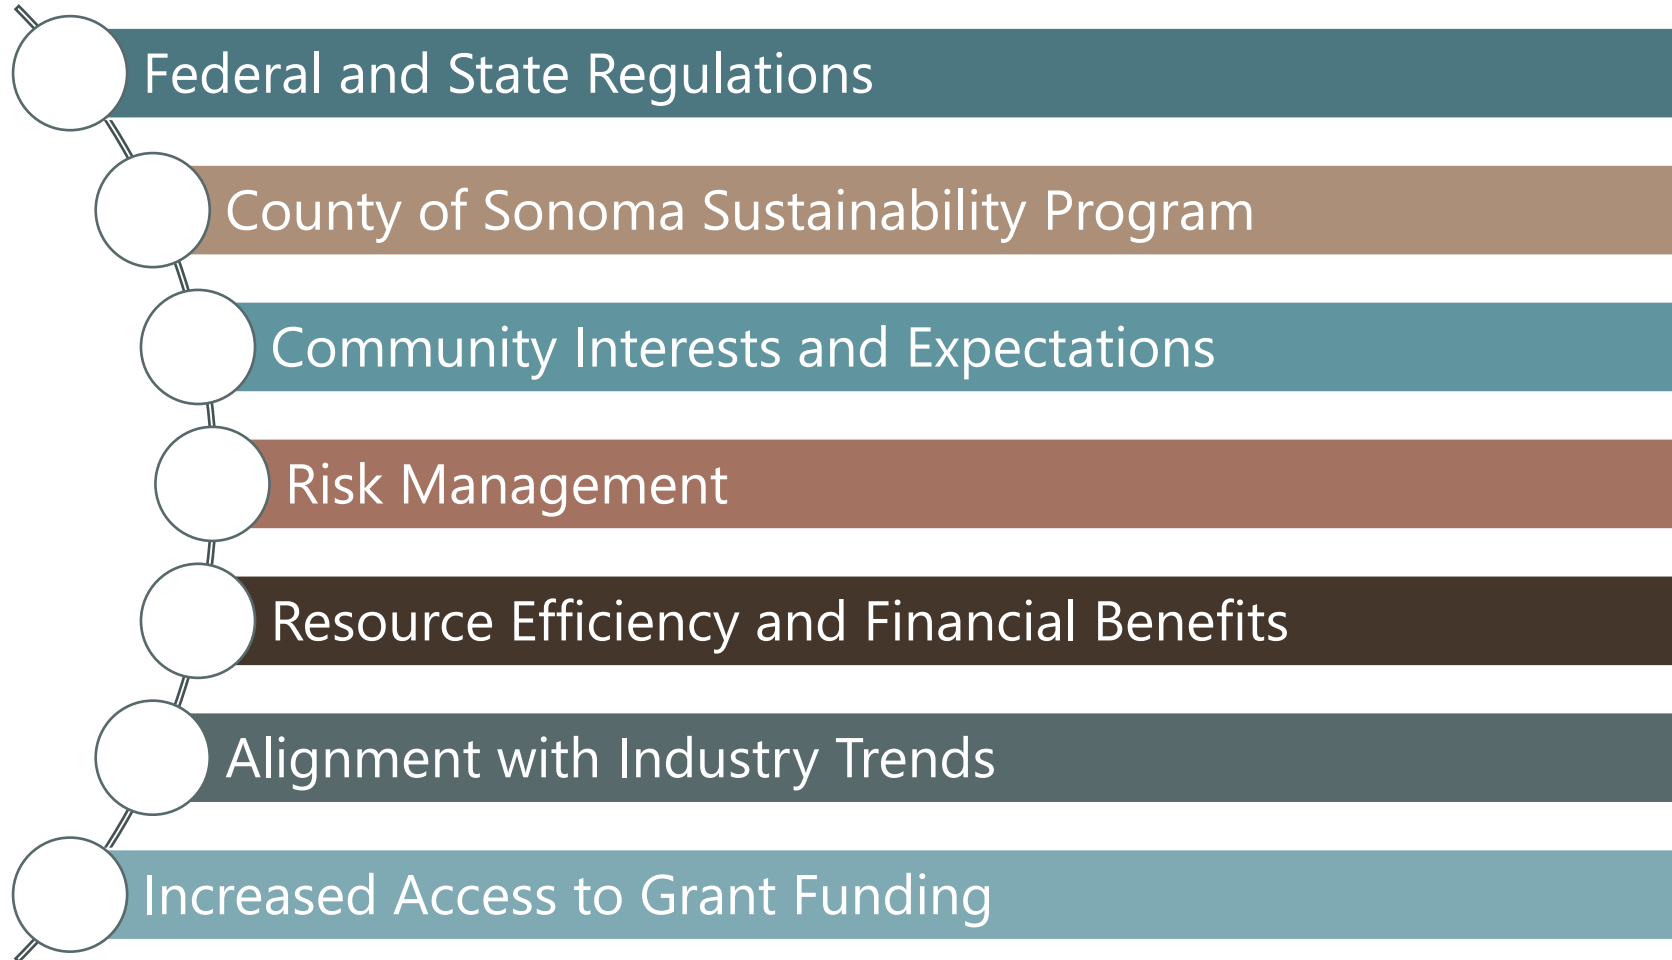 Federal and State Regulations
County of Sonoma Sustainability Program
Community Interests and Expectations
Risk Management
Resource Efficiency and Financial Benefits
Alignment with Industry Trends
Increased Access to Grant Funding